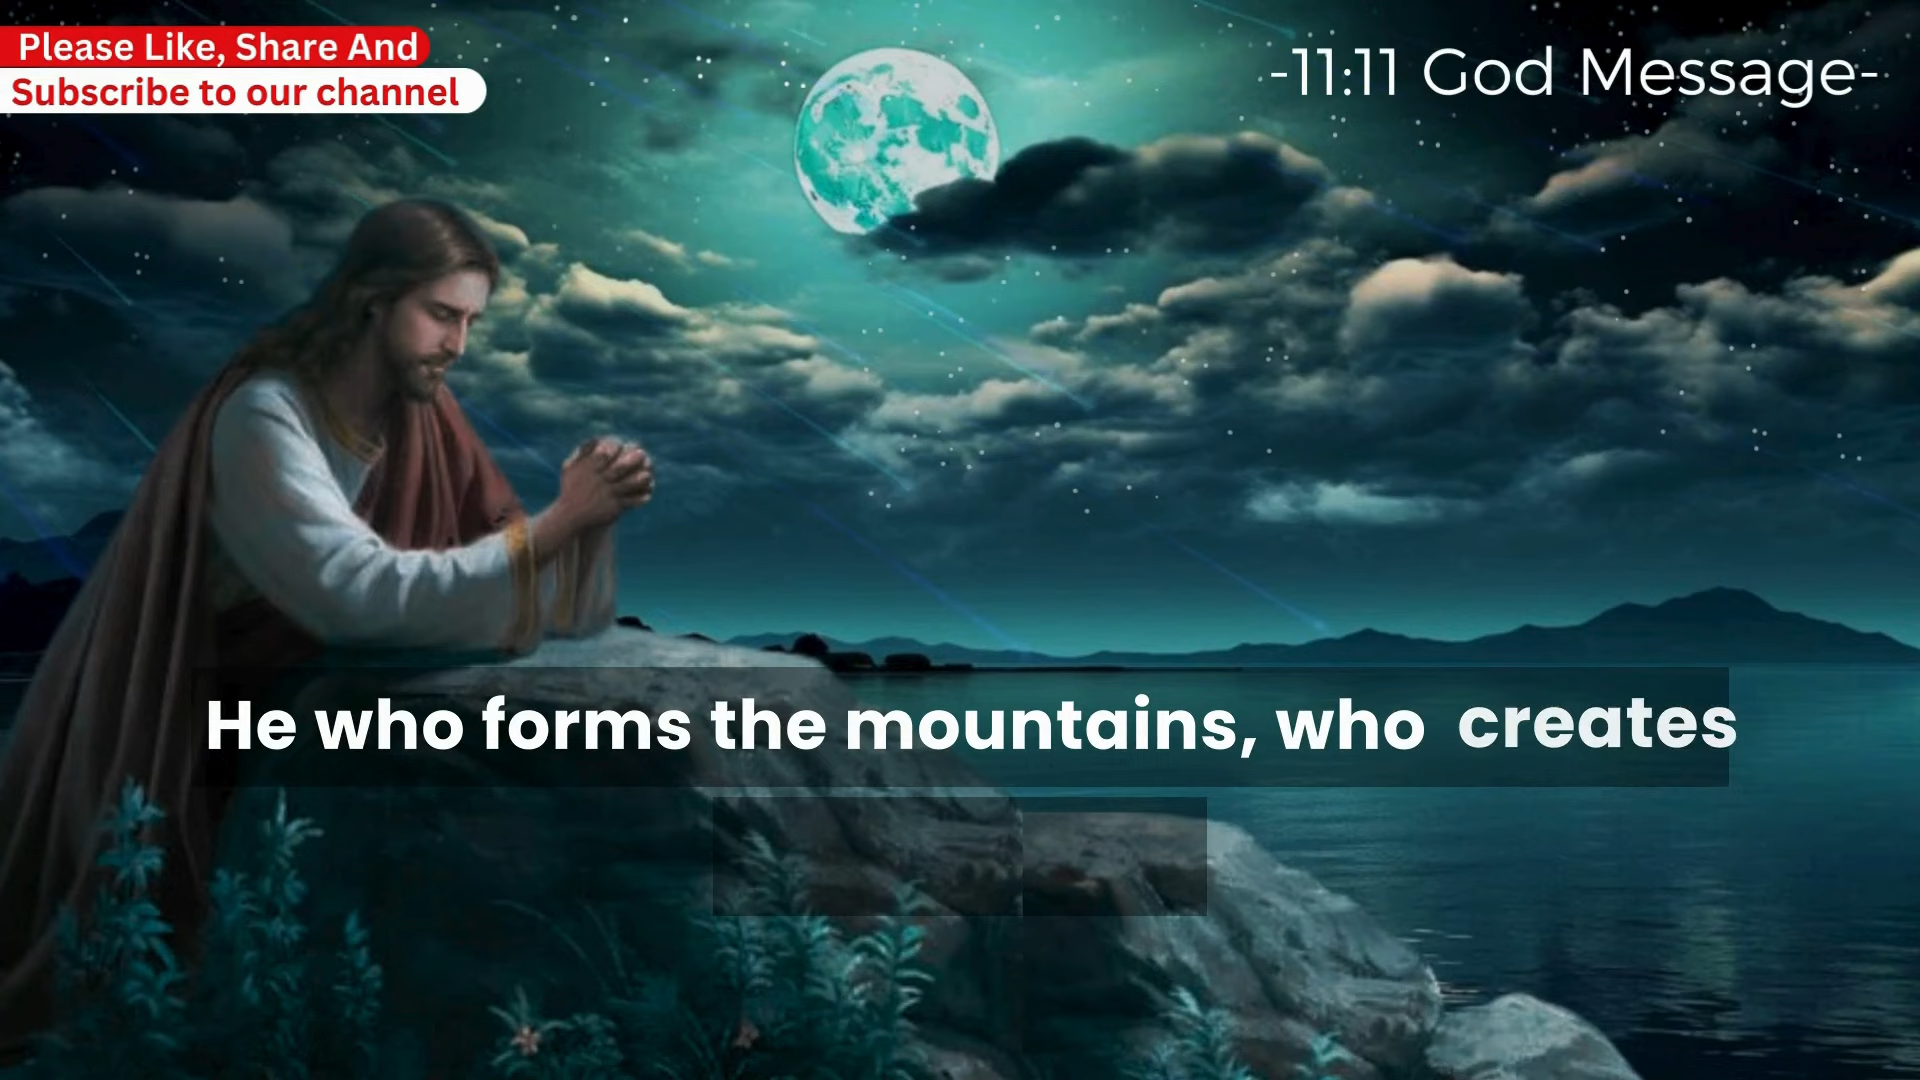 Please Like, Share And
Subscribe to our channel
-11:11 God Message-
He who forms the mountains, who creates